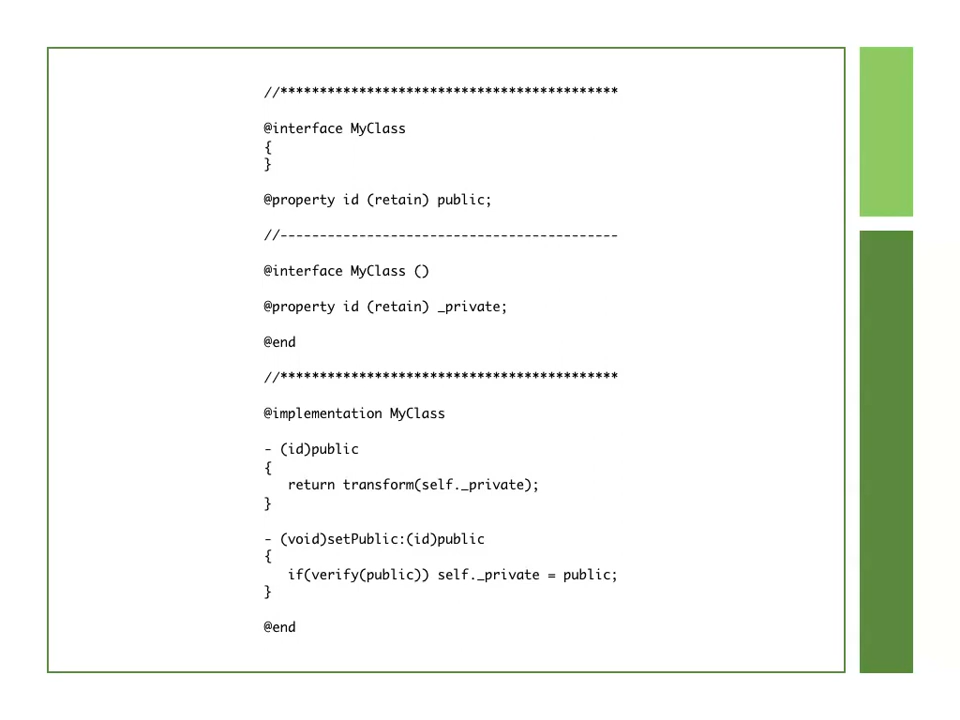 //*******************************************
@interface MyClass
{
}
@property id (retain) public;
//-------------------------------------------
@interface MyClass ()
@property id (retain) _private;
@end
//*******************************************
@implementation MyClass
- (id)public
{
return transform(self._private);
}
- (void)setPublic:(id)public
{
if(verify(public)) self._private = public;
}
@end